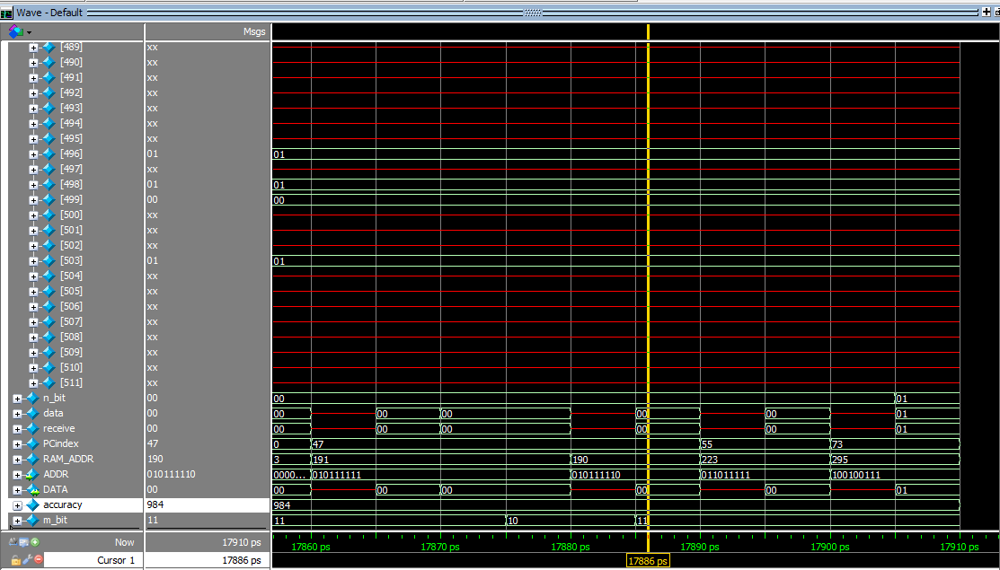 Wave - Default
Msgs
[489] xx
[490] xx
[491] xx
[492] xx
[493] xx
[494] xx
[495] xx
[496] 01 01
[497] xx
[498] 01 01
[499] 00 00
[500] xx
[501] xx
[502] xx
[503] 01 01
[504] xx
[505] xx
[506] xx
[507] xx
[508] xx
[509] xx
[510] xx
[511] xx
n_bit 00 00 01
data 00 00 00 00 00 00 01
receive 00 00 00 00 00 00 01
PCindex 47 0 47 55 73
RAM_ADDR 190 3 191 190 223 295
ADDR 010111110 0000... 010111111 010111110 011011111 100100111
DATA 00 00 00 00 00 00 01
accuracy 984 984
m_bit 11 11 10 11
Now 17910 ps 17860 ps 17870 ps 17880 ps 17890 ps 17900 ps 17910 ps
Cursor 1 17886 ps 17886 ps